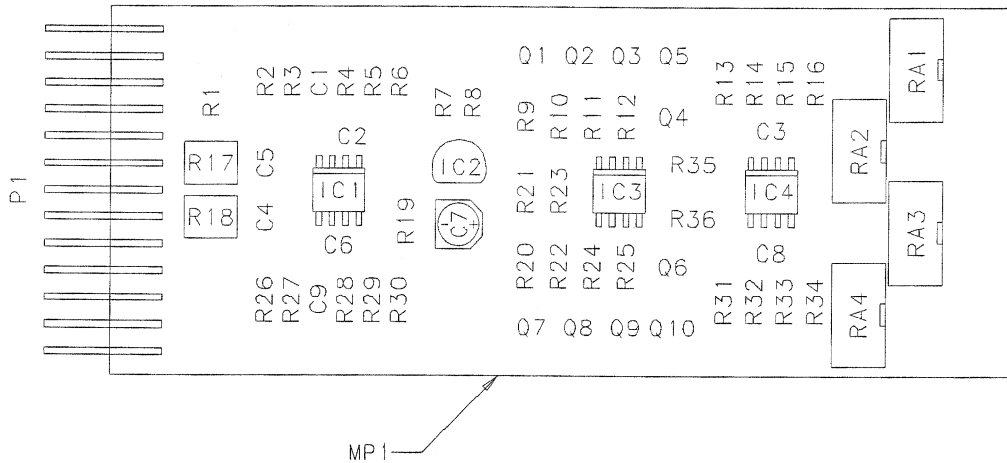 P1
R1
R2
R3
C1
R4
R5
R6
R7
R8
Q1 Q2 Q3 Q5
R9
R10
R11
R12
Q4
R13
R14
R15
R16
RA1
RA2
RA3
RA4
R17
R18
C5
C4
C2
IC1
C6
R19
IC2
- C7 +
R21
R23
IC3
R35
R36
C3
IC4
C8
R20
R22
R24
R25
Q6
R26
R27
C9
R28
R29
R30
Q7 Q8 Q9 Q10
R31
R32
R33
R34
MP1